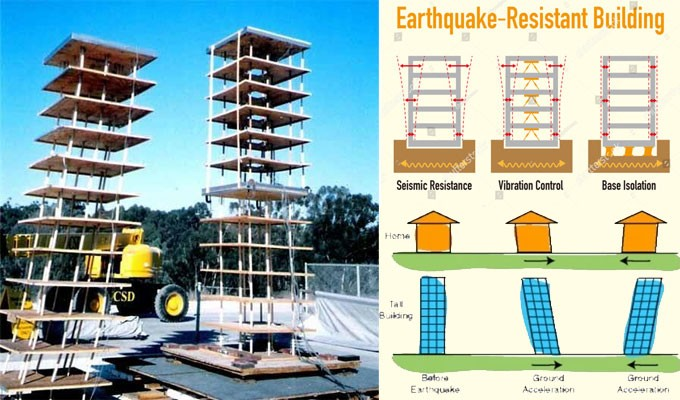 Earthquake-Resistant Building
Seismic Resistance
Vibration Control
Base Isolation
Home
Tall
Building
Before
Earthquake
Ground
Acceleration
Ground
Acceleration
CSD